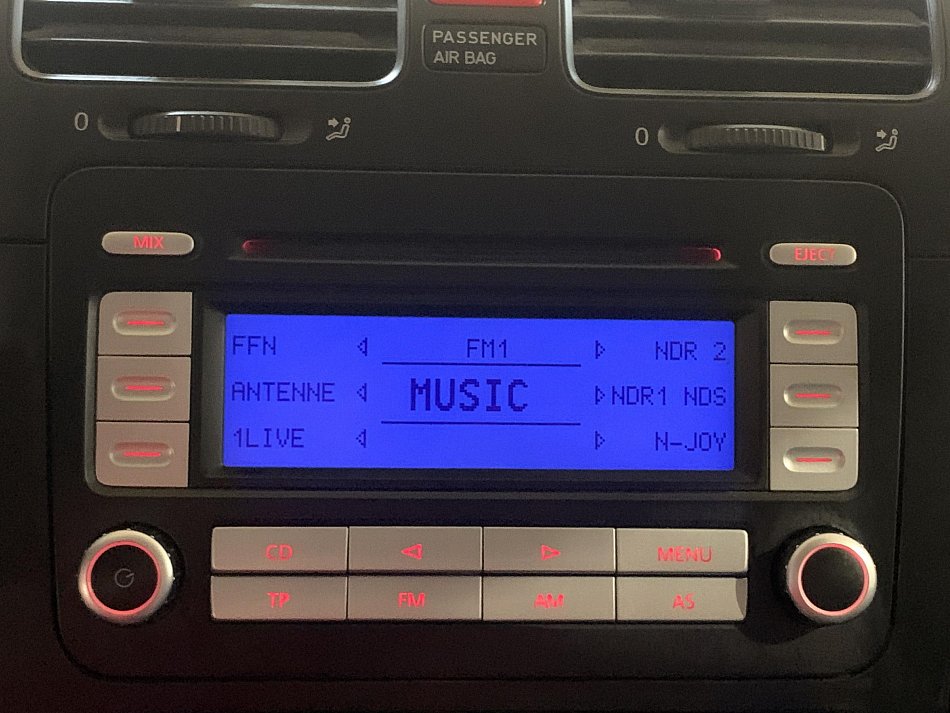 PASSENGER
AIR BAG
0
0
MIX
EJECT
FFN FM1 NDR 2
ANTENNE MUSIC NDR1 NDS
1LIVE N-JOY
CD MENU
TP FM AM AS